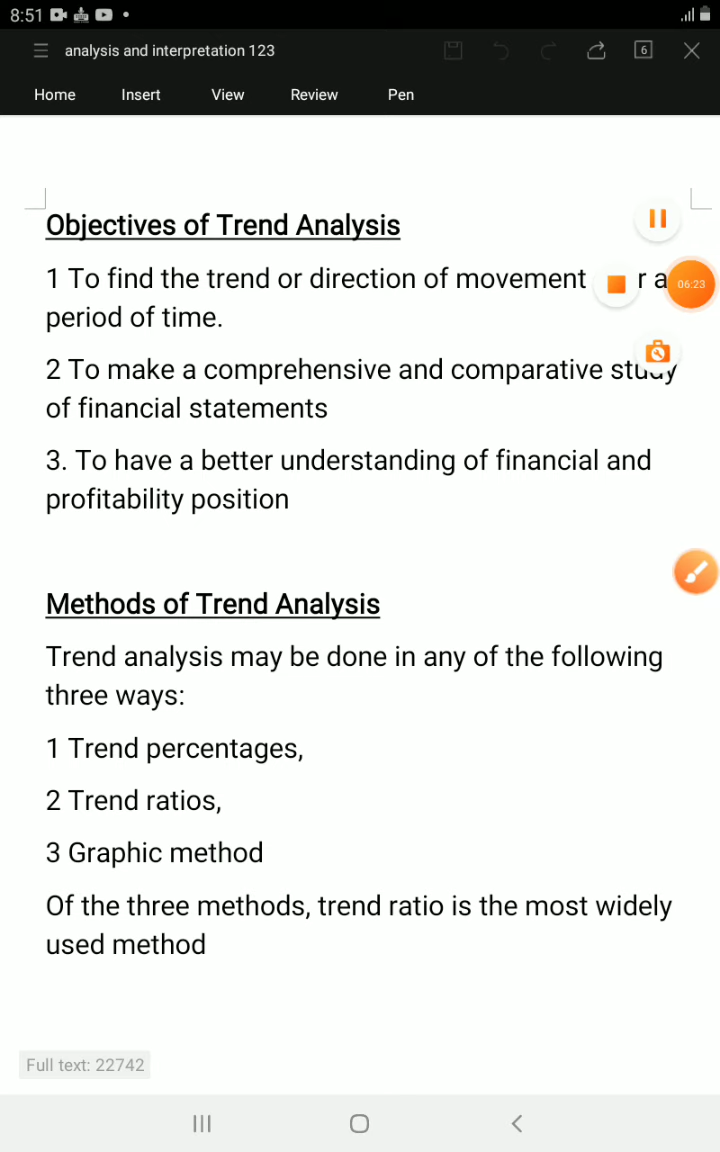 8:51
analysis and interpretation 123
6
Home Insert View Review Pen
Objectives of Trend Analysis
1 To find the trend or direction of movement r a
06:23
period of time.
2 To make a comprehensive and comparative study
of financial statements
3. To have a better understanding of financial and
profitability position
Methods of Trend Analysis
Trend analysis may be done in any of the following
three ways:
1 Trend percentages,
2 Trend ratios,
3 Graphic method
Of the three methods, trend ratio is the most widely
used method
Full text: 22742